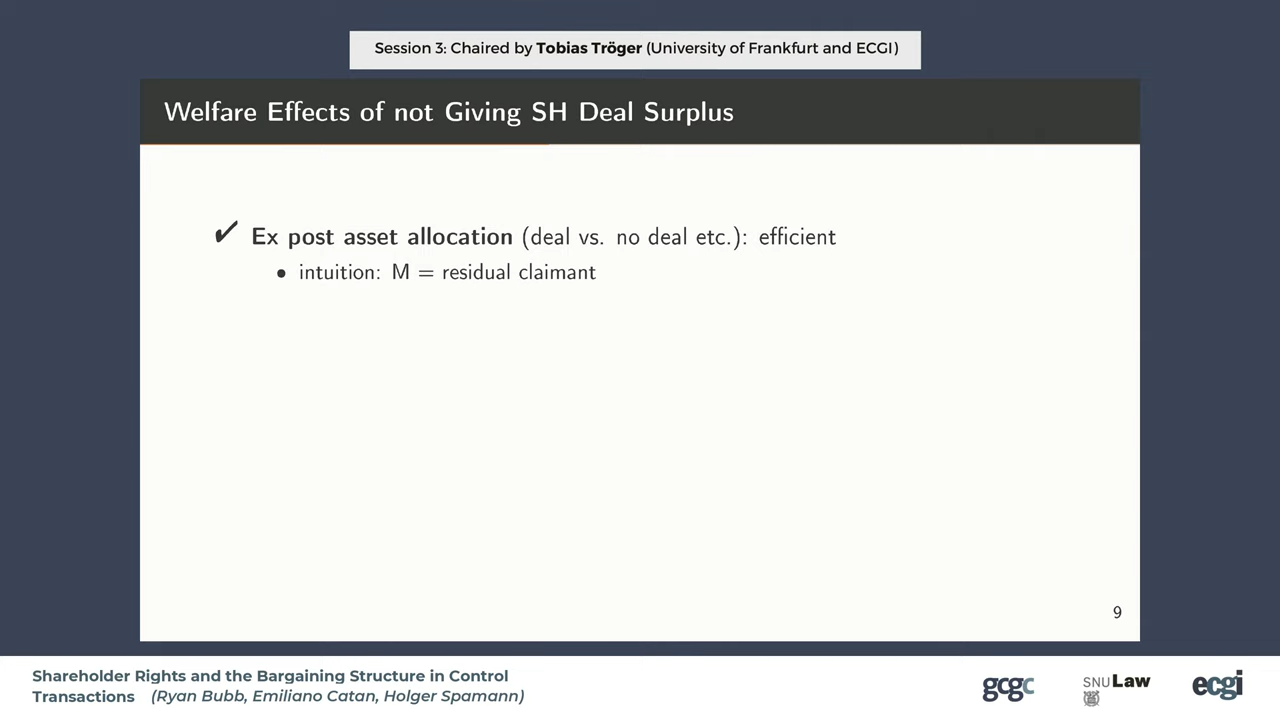 Session 3: Chaired by Tobias Tröger (University of Frankfurt and ECGI)
Welfare Effects of not Giving SH Deal Surplus
✔ Ex post asset allocation (deal vs. no deal etc.): efficient
• intuition: M = residual claimant
9
Shareholder Rights and the Bargaining Structure in Control
Transactions (Ryan Bubb, Emiliano Catan, Holger Spamann)
gcgc
SNU Law
ecgi